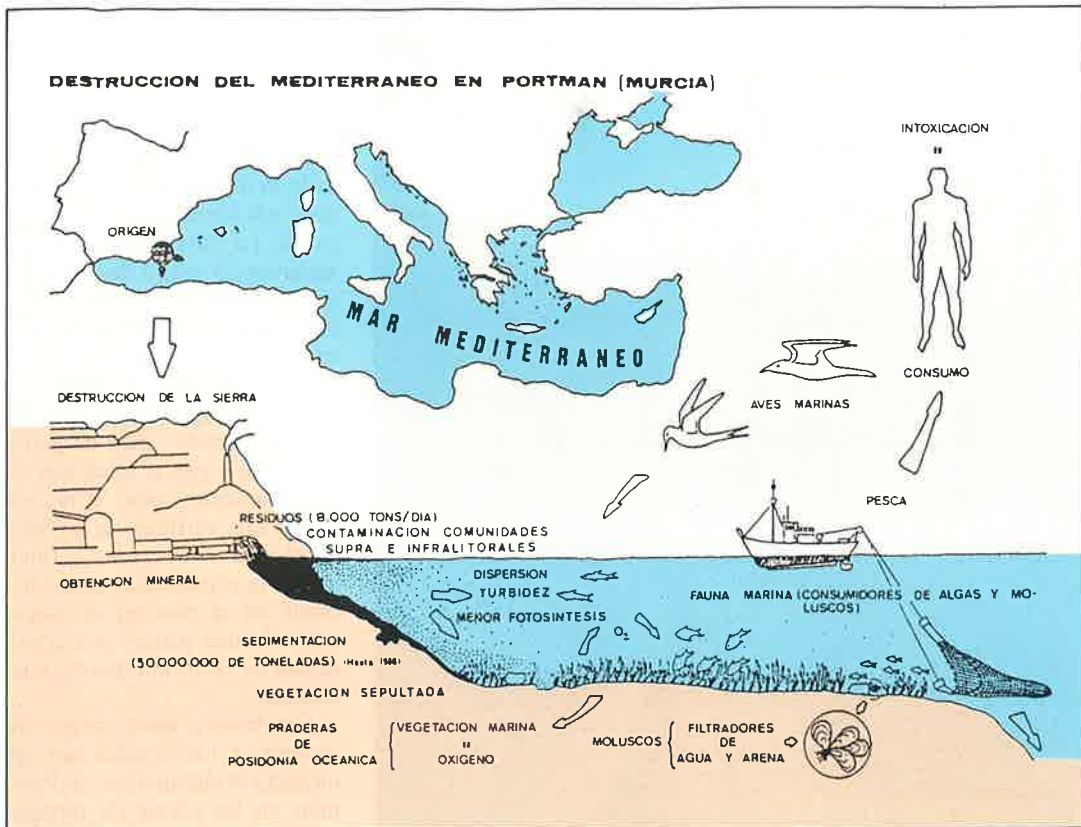 DESTRUCCION DEL MEDITERRANEO EN PORTMAN (MURCIA)
INTOXICACION
"
ORIGEN
MAR MEDITERRANEO
CONSUMO
DESTRUCCION DE LA SIERRA
AVES MARINAS
PESCA
RESIDUOS (8,000 TONS/DIA)
CONTAMINACION COMUNIDADES
SUPRA E INFRALITORALES
OBTENCION MINERAL
DISPERSION
TURBIDEZ
MENOR FOTOSINTESIS
O2
FAUNA MARINA (CONSUMIDORES DE ALGAS Y MO-
LUSCOS)
SEDIMENTACION
(50000000 DE TONELADAS) (Hasta 1986)
VEGETACION SEPULTADA
PRADERAS
DE
POSIDONIA OCEANICA
VEGETACION MARINA
"
OXIGENO
MOLUSCOS
FILTRADORES
DE
AGUA Y ARENA